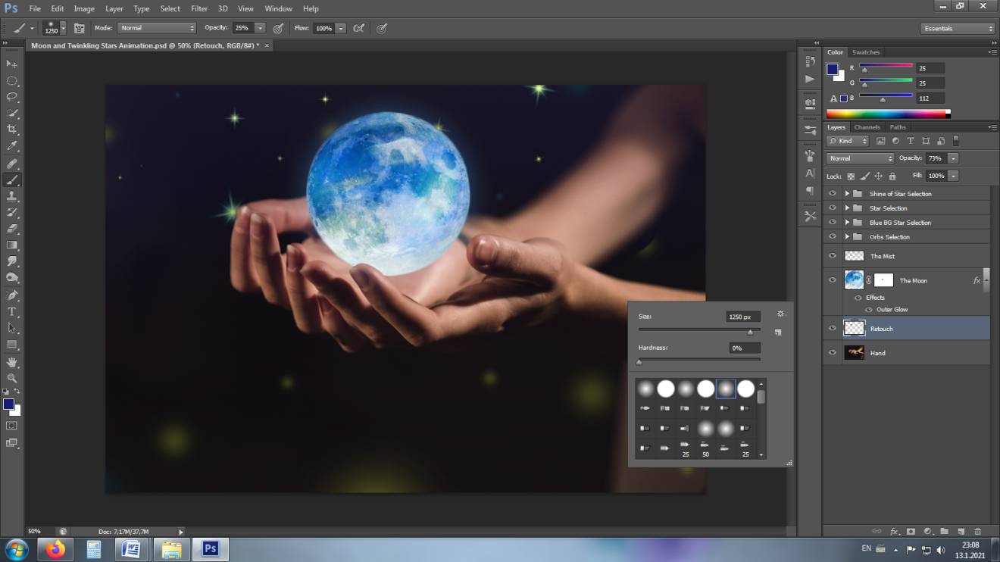 Ps File Edit Image Layer Type Select Filter 3D View Window Help
1250 Mode: Normal Opacity: 25% Flow: 100% Essentials
Moon and Twinkling Stars Animation.psd @ 50% (Retouch, RGB/8#) * ×
Color Swatches
R 25
G 25
B 112
Layers Channels Paths
Kind
Normal Opacity: 73%
Lock: Fill: 100%
Shine of Star Selection
Star Selection
Blue BG Star Selection
Orbs Selection
The Mist
The Moon fx
Effects
Outer Glow
Retouch
Hand
Size: 1250 px
Hardness: 0%
25 50 25
50% Doc: 7,17M/37,7M
fx
Ps
EN 23:08
13.1.2021